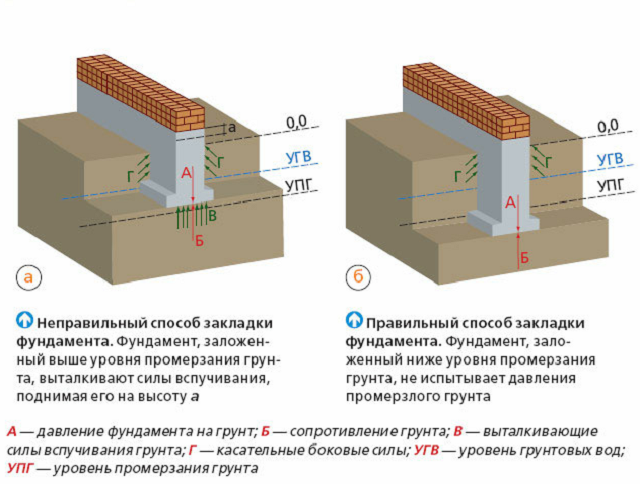 а
0,0
УГВ
УПГ
Г
А
Г
В
Б
а
0,0
УГВ
УПГ
Г
Г
А
Б
б
Неправильный способ закладки
фундамента. Фундамент, заложен-
ный выше уровня промерзания грун-
та, выталкивают силы вспучивания,
поднимая его на высоту а
Правильный способ закладки
фундамента. Фундамент, зало-
женный ниже уровня промерзания
грунта, не испытывает давления
промерзлого грунта
А — давление фундамента на грунт; Б — сопротивление грунта; В — выталкивающие
силы вспучивания грунта; Г — касательные боковые силы; УГВ — уровень грунтовых вод;
УПГ — уровень промерзания грунта